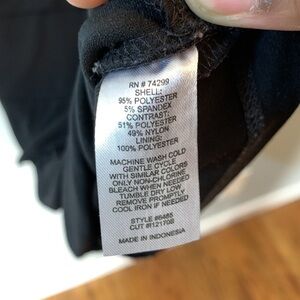 RN # 74299
SHELL:
95% POLYESTER
5% SPANDEX
CONTRAST:
51% POLYESTER
49% NYLON
LINING:
100% POLYESTER
MACHINE WASH COLD
GENTLE CYCLE
WITH SIMILAR COLORS
ONLY NON-CHLORINE
BLEACH WHEN NEEDED
TUMBLE DRY LOW
REMOVE PROMPTLY
COOL IRON IF NEEDED
STYLE #6485
CUT #I12170B
MADE IN INDONESIA